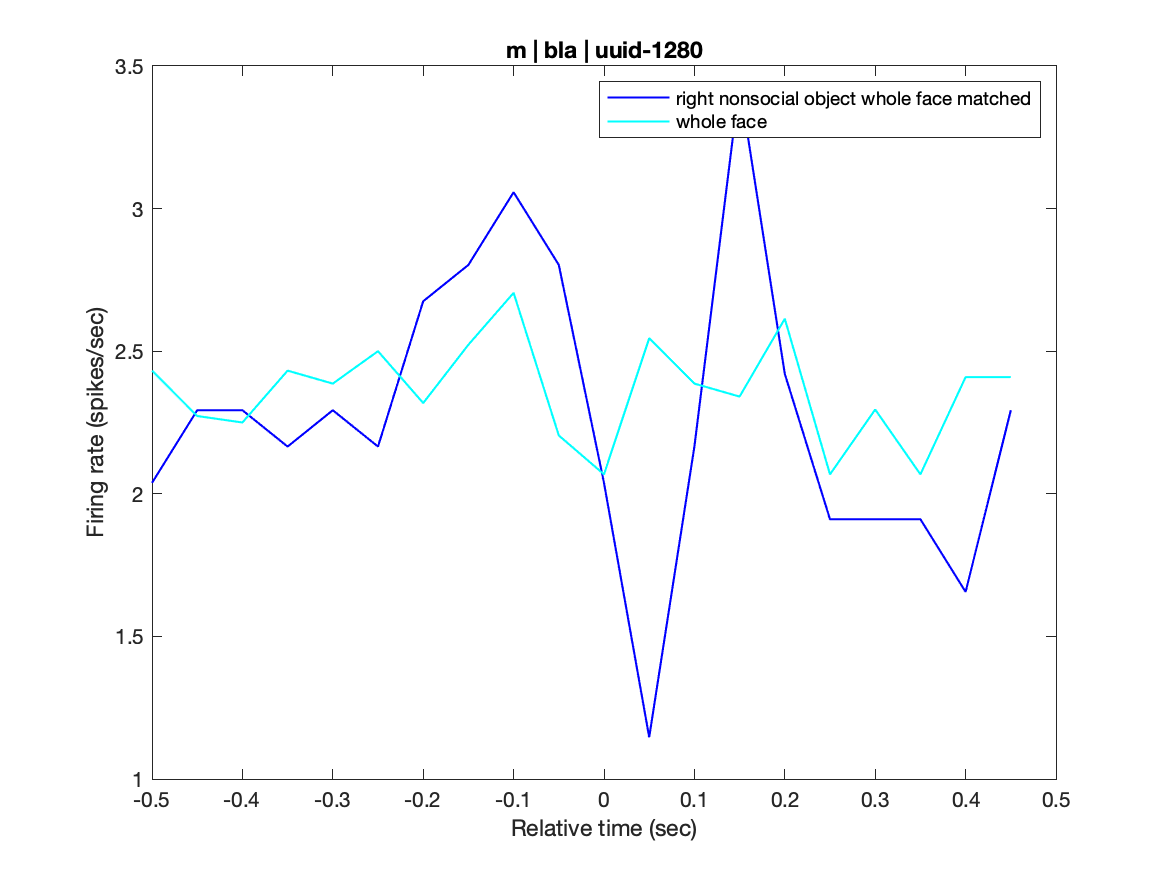 m | bla | uuid-1280
3.5
right nonsocial object whole face matched
whole face
3
2.5
Firing rate (spikes/sec)
2
1.5
1
-0.5 -0.4 -0.3 -0.2 -0.1 0 0.1 0.2 0.3 0.4 0.5
Relative time (sec)